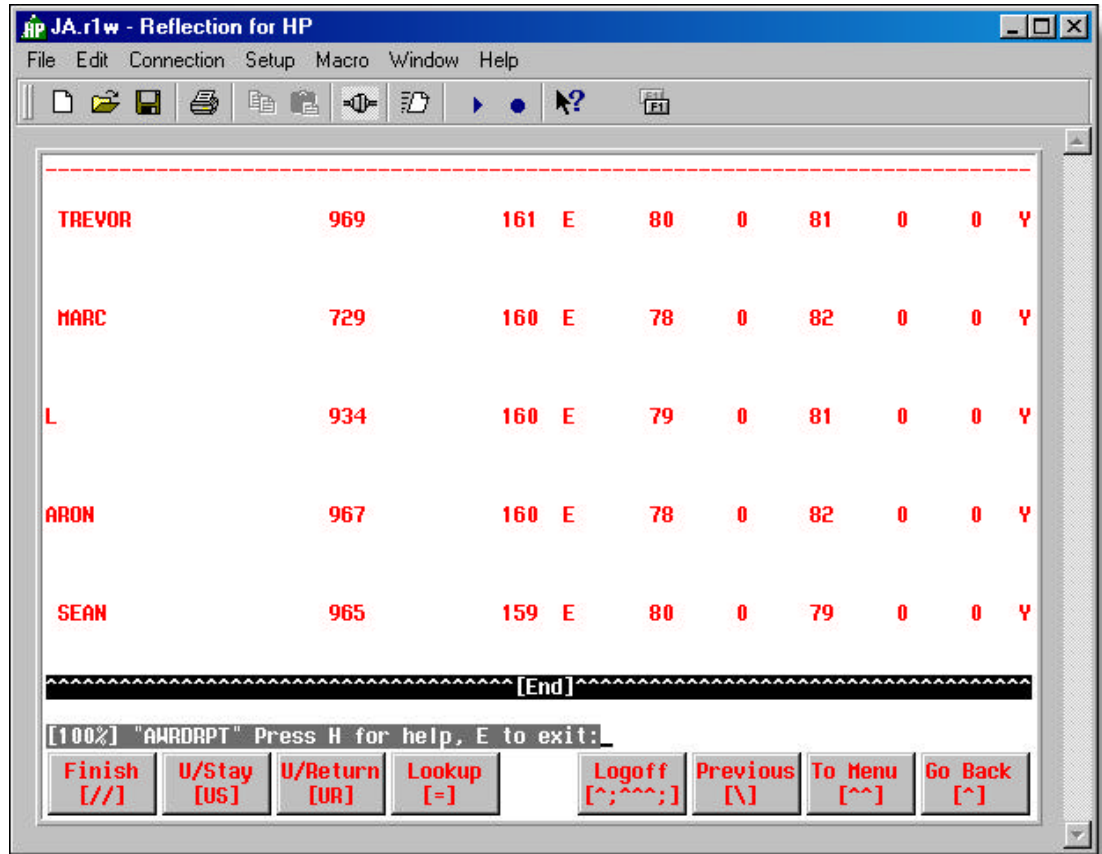 JA.r1w - Reflection for HP
File Edit Connection Setup Macro Window Help
F1
--------------------------------------------------------------------------------
TREVOR 969 161 E 80 0 81 0 0 Y
MARC 729 160 E 78 0 82 0 0 Y
L 934 160 E 79 0 81 0 0 Y
ARON 967 160 E 78 0 82 0 0 Y
SEAN 965 159 E 80 0 79 0 0 Y
^^^^^^^^^^^^^^^^^^^^^^^^^^^^^^^^^^^^^^[End]^^^^^^^^^^^^^^^^^^^^^^^^^^^^^^^^^^^^^
[100%] "AWRDRPT" Press H for help, E to exit:_
Finish U/Stay U/Return Lookup Logoff Previous To Menu Go Back
[//] [US] [UR] [=] [^;^^^;] [\] [^^] [^]